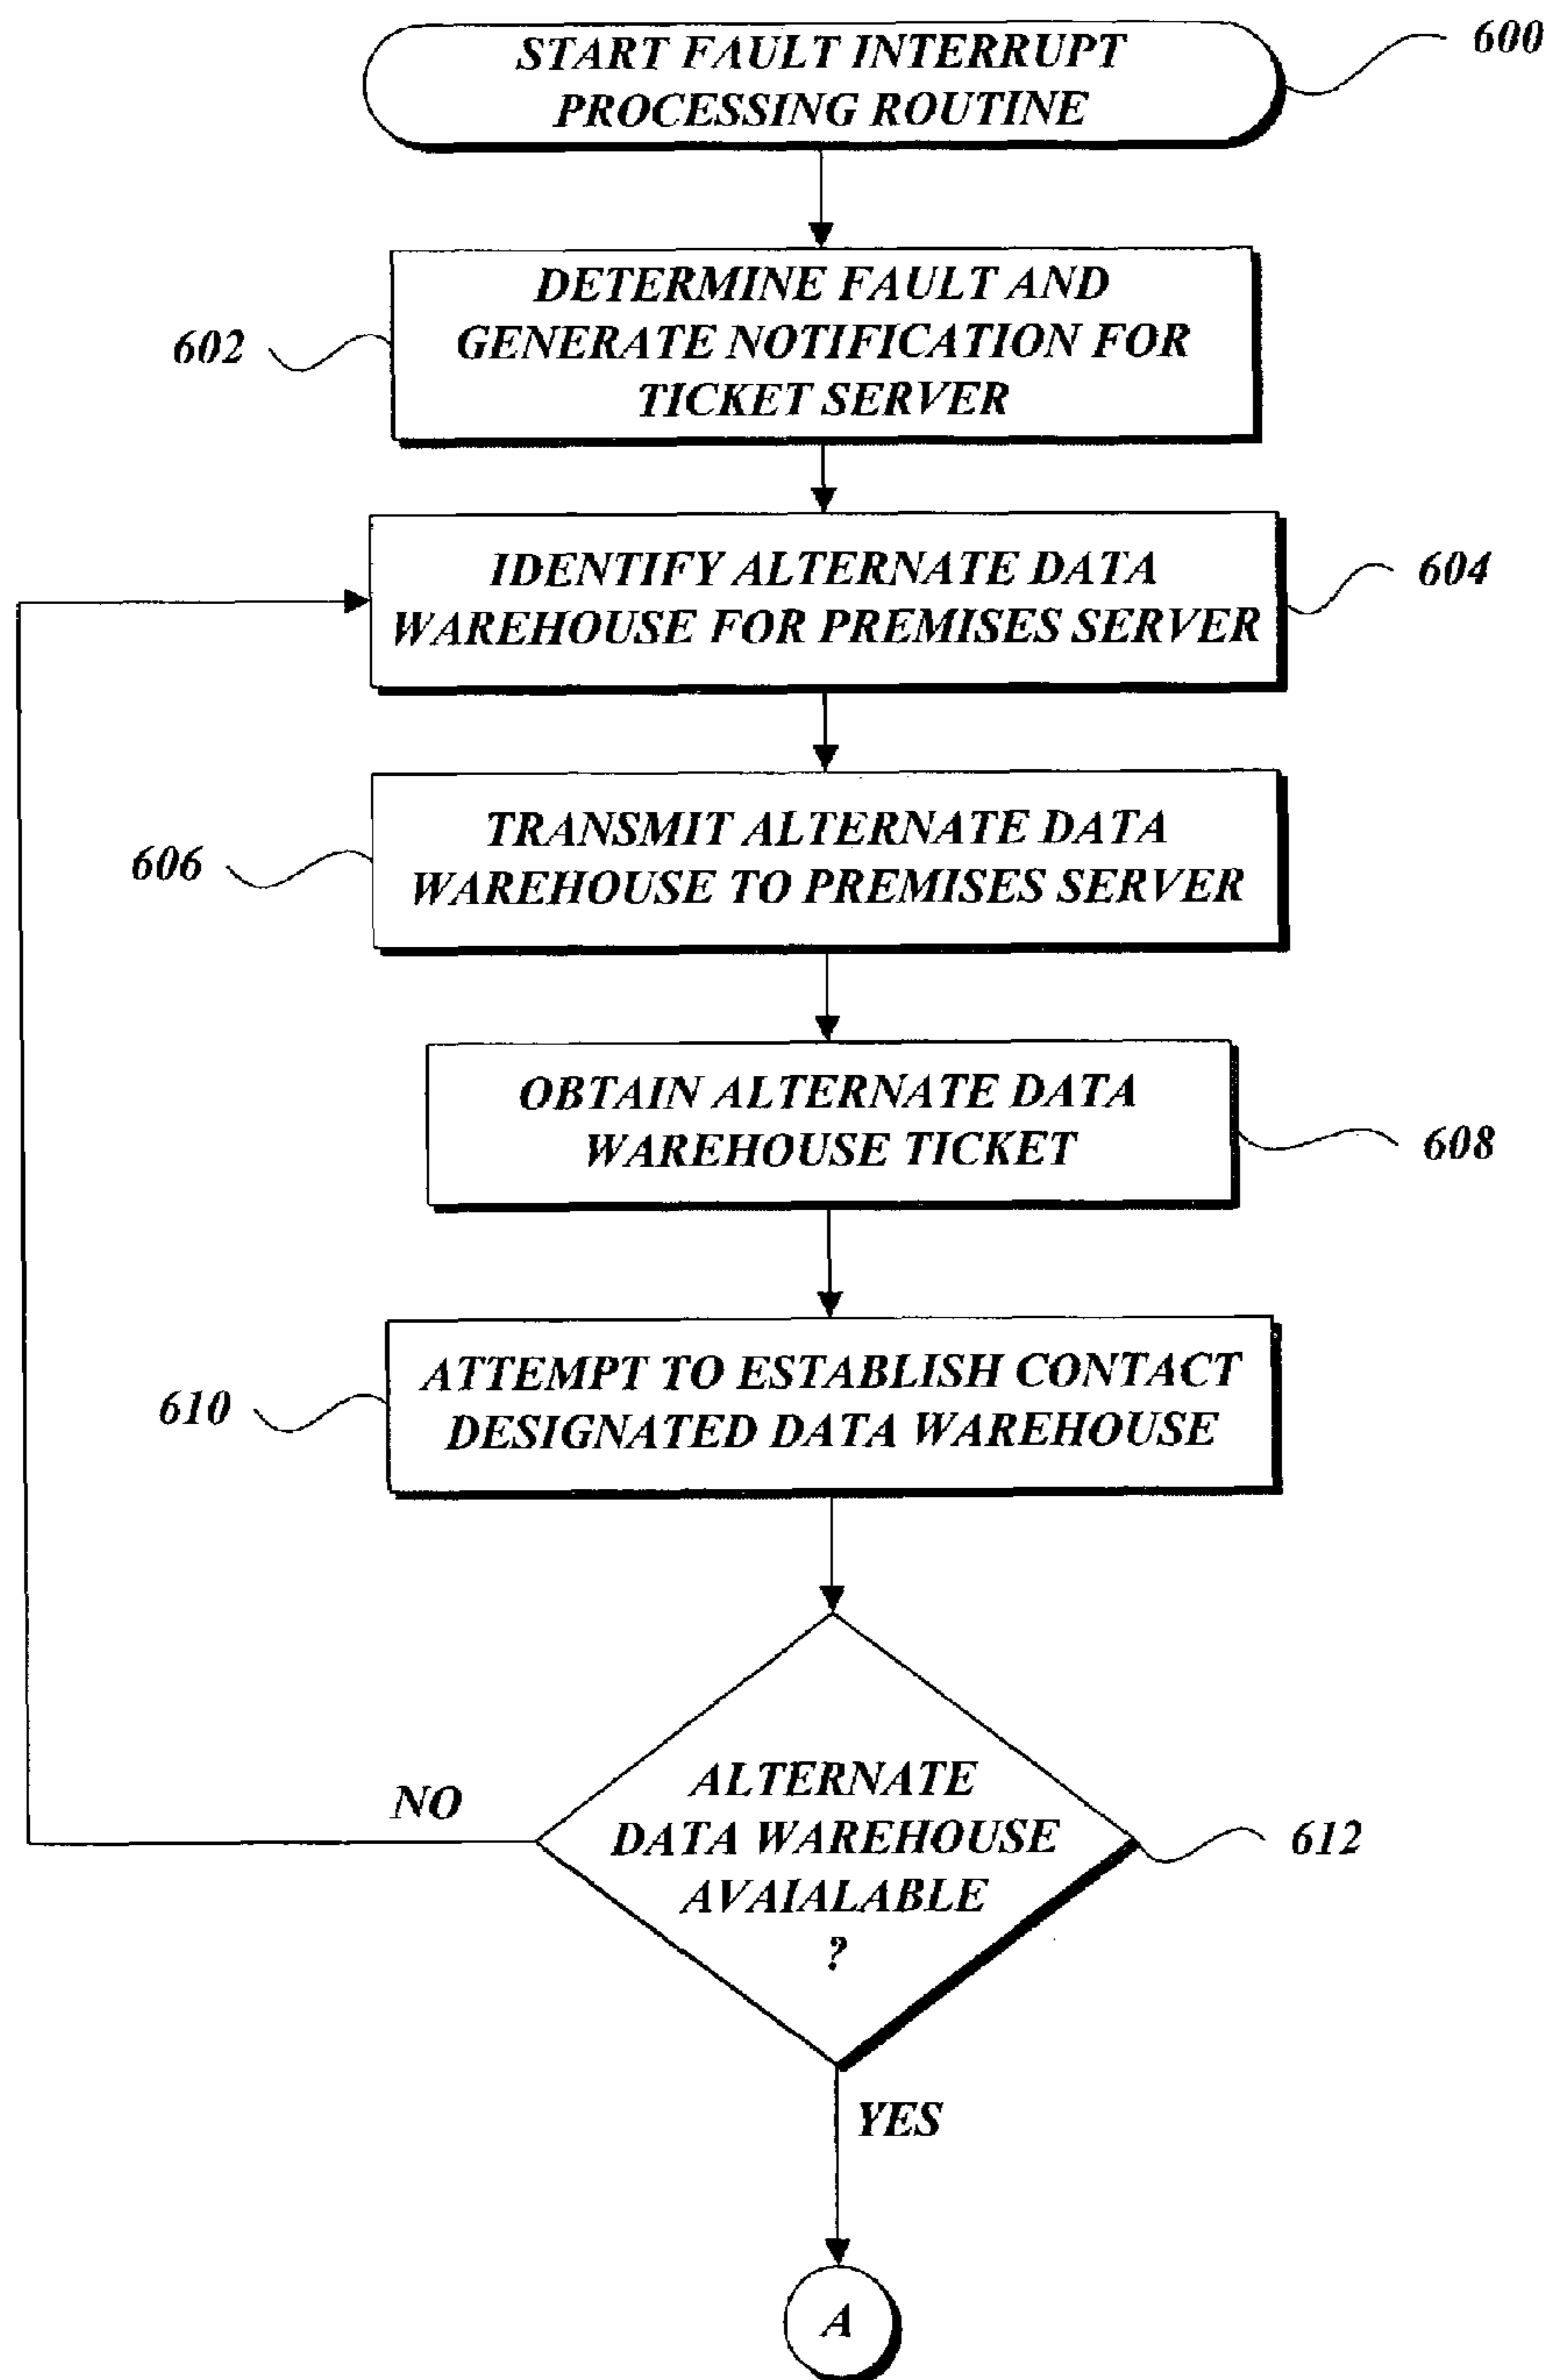 START FAULT INTERRUPT
PROCESSING ROUTINE
600
DETERMINE FAULT AND
GENERATE NOTIFICATION FOR
TICKET SERVER
602
IDENTIFY ALTERNATE DATA
WAREHOUSE FOR PREMISES SERVER
604
TRANSMIT ALTERNATE DATA
WAREHOUSE TO PREMISES SERVER
606
OBTAIN ALTERNATE DATA
WAREHOUSE TICKET
608
ATTEMPT TO ESTABLISH CONTACT
DESIGNATED DATA WAREHOUSE
610
ALTERNATE
DATA WAREHOUSE
AVAIALABLE
?
NO
612
YES
A